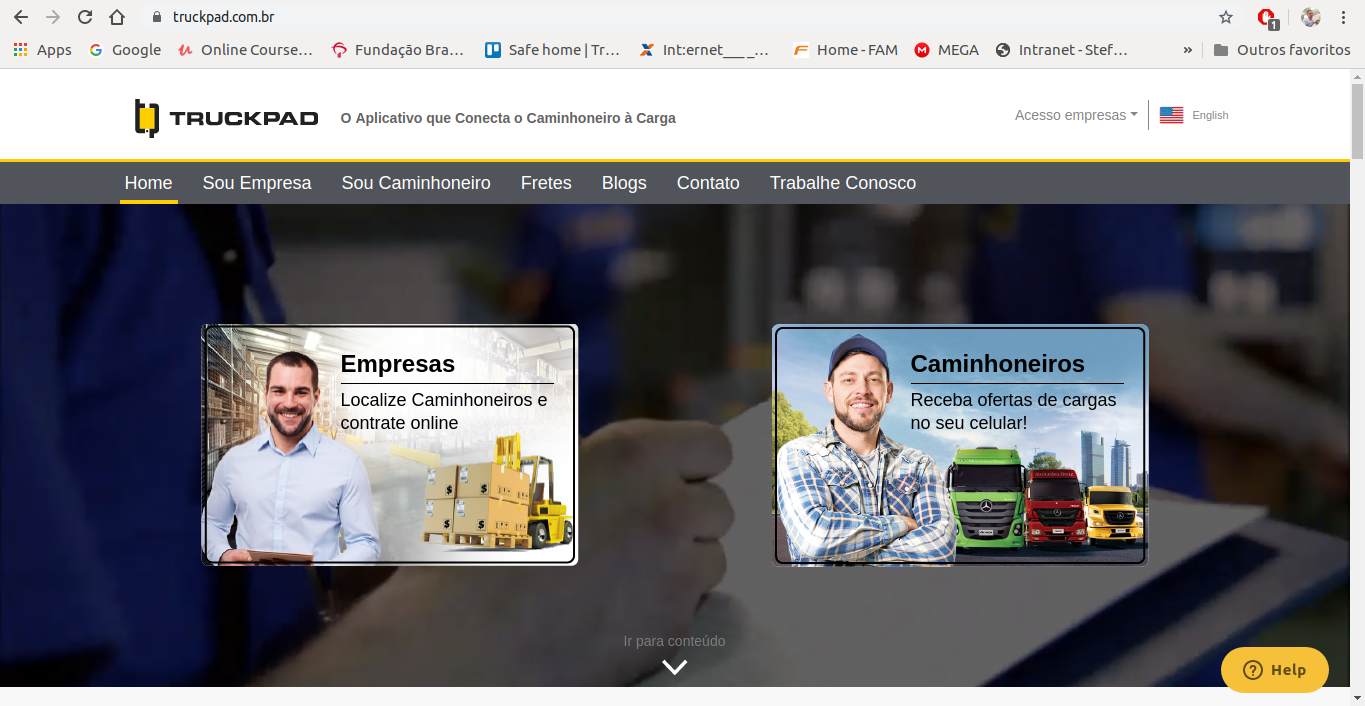 truckpad.com.br
1
Apps
Google
Online Course…
Fundação Bra…
Safe home | Tr…
Int:ernet___ _…
Home - FAM
MEGA
Intranet - Stef…
»
Outros favoritos
TRUCKPAD
O Aplicativo que Conecta o Caminhoneiro à Carga
Acesso empresas
English
Home
Sou Empresa
Sou Caminhoneiro
Fretes
Blogs
Contato
Trabalhe Conosco
Empresas
Localize Caminhoneiros e
contrate online
Caminhoneiros
Receba ofertas de cargas
no seu celular!
Ir para conteúdo
Help